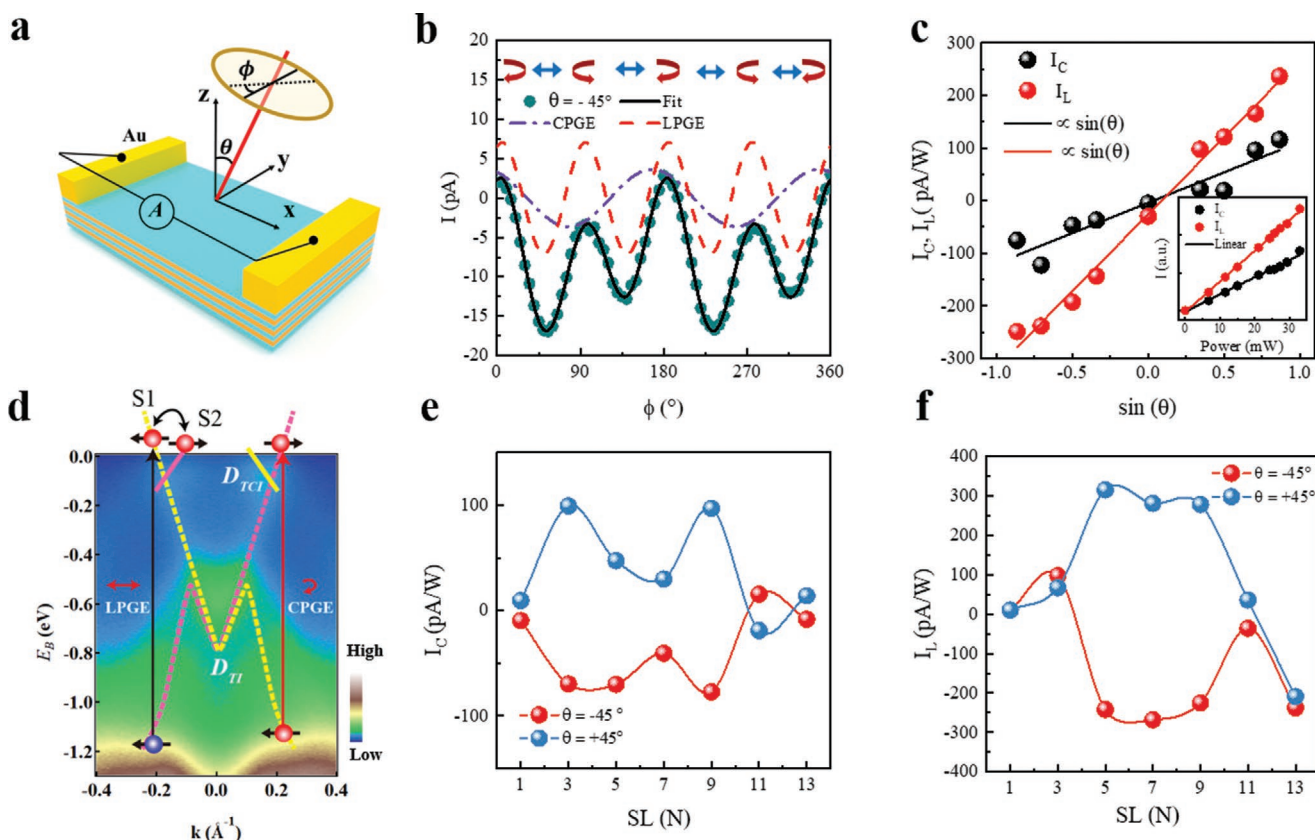 a
ϕ
z
θ
y
x
Au
A
b
20
15
10
5
0
-5
-10
-15
-20
I (pA)
θ = - 45°
Fit
CPGE
LPGE
0
90
180
270
360
ϕ (°)
c
300
200
100
0
-100
-200
-300
I_C, I_L ( pA/W)
I_C
I_L
∝ sin(θ)
∝ sin(θ)
I_C
I_L
Linear
I (a.u.)
0
10
20
30
Power (mW)
-1.0
-0.5
0.0
0.5
1.0
sin (θ)
d
S1
S2
0.0
-0.2
-0.4
-0.6
-0.8
-1.0
-1.2
E_B (eV)
D_TCI
LPGE
CPGE
D_TI
High
Low
-0.4
-0.2
0.0
0.2
0.4
k (Å⁻¹)
e
100
0
-100
I_C (pA/W)
θ = -45 °
θ = +45°
1
3
5
7
9
11
13
SL (N)
f
400
300
200
100
0
-100
-200
-300
-400
I_L (pA/W)
θ = -45°
θ = +45°
1
3
5
7
9
11
13
SL (N)